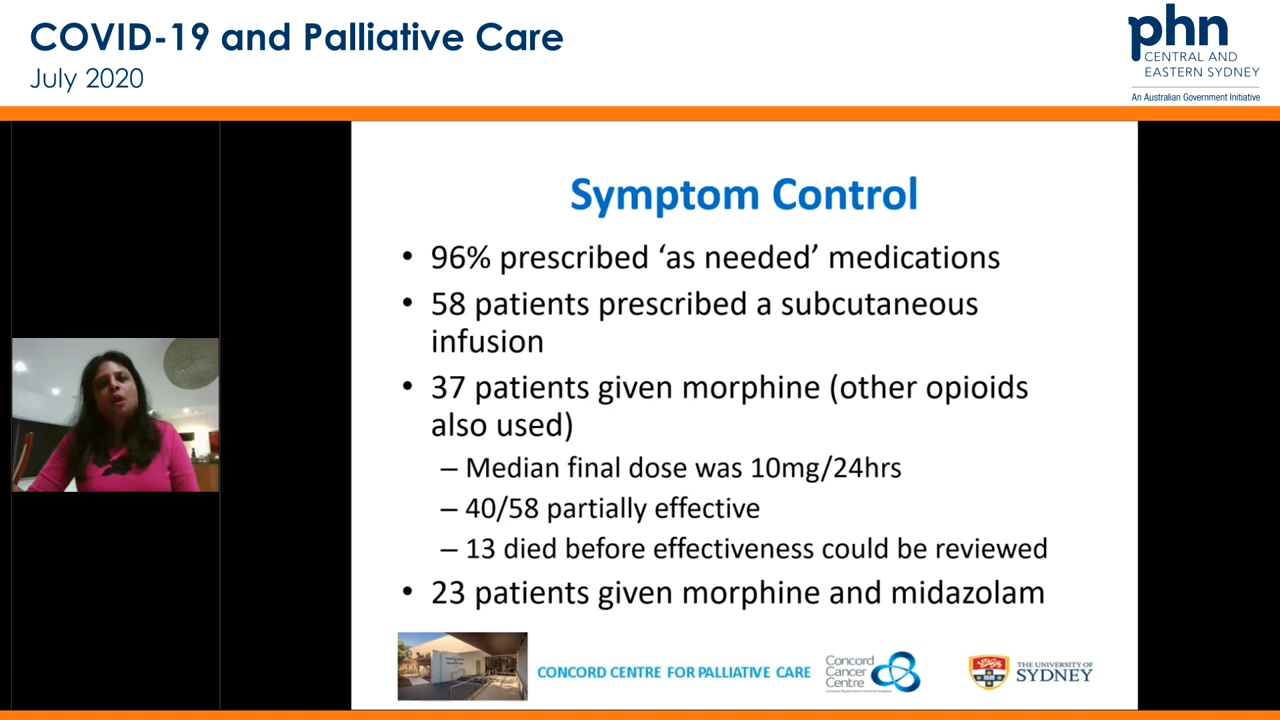 COVID-19 and Palliative Care
July 2020
phn
CENTRAL AND
EASTERN SYDNEY
An Australian Government Initiative
Symptom Control
• 96% prescribed ‘as needed’ medications
• 58 patients prescribed a subcutaneous
infusion
• 37 patients given morphine (other opioids
also used)
– Median final dose was 10mg/24hrs
– 40/58 partially effective
– 13 died before effectiveness could be reviewed
• 23 patients given morphine and midazolam
CONCORD CENTRE FOR PALLIATIVE CARE
Concord
Cancer
Centre
THE UNIVERSITY OF
SYDNEY